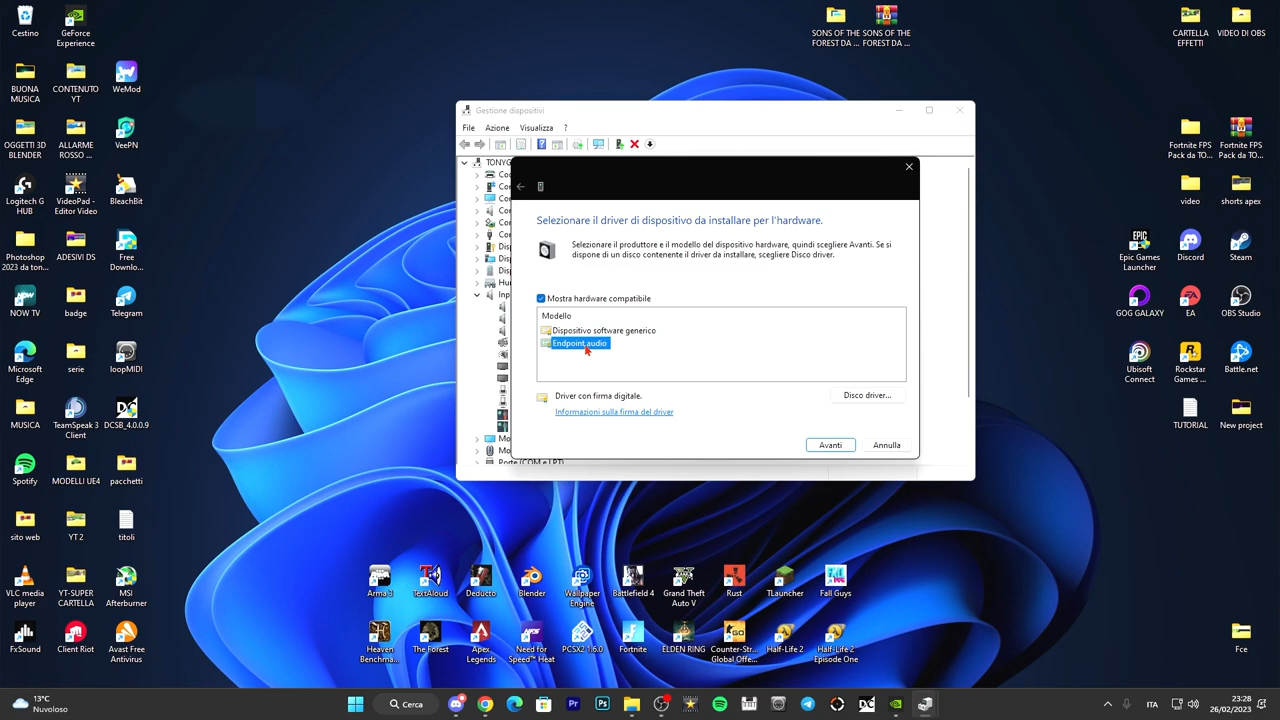 Cestino
GeForce
Experience
SONS OF THE
FOREST DA ...
SONS OF THE
FOREST DA ...
CARTELLA
EFFETTI
VIDEO DI OBS
BUONA
MUSICA
CONTENUTO
YT
WeMod
OGGETTI 3D
BLENDER
ALLARME
ROSSO ...
VeePN
Fortnite FPS
Pack da TO...
Fortnite FPS
Pack da TO...
Logitech G
HUB
VideoPad -
Editor Video
BleachBit
video
shorts apex
Photoshop
2023 da ton...
ADESIVI DS
Free
Downlo...
Epic Games
Launcher
Discord
Steam
NOW TV
badge
Telegram
GOG GALAXY
EA
OBS Studio
Microsoft
Edge
serie
loopMIDI
Ubisoft
Connect
Rockstar
Games ...
Battle.net
MUSICA
TeamSpeak 3
Client
DCSB_4.0.0.9
TUTORIAL
New project
Spotify
MODELLI UE4
pacchetti
sito web
YT 2
titoli
VLC media
player
YT-SUPER
CARTELLA
MSI
Afterburner
FxSound
Client Riot
Avast Free
Antivirus
Gestione dispositivi
File Azione Visualizza ?
TONYG
Inp
Porte (COM e LPT)
Selezionare il driver di dispositivo da installare per l'hardware.
Selezionare il produttore e il modello del dispositivo hardware, quindi scegliere Avanti. Se si
dispone di un disco contenente il driver da installare, scegliere Disco driver...
Mostra hardware compatibile
Modello
Dispositivo software generico
Endpoint audio
Driver con firma digitale.
Disco driver...
Informazioni sulla firma del driver
Avanti
Annulla
Arma 3
TextAloud
Deducto
Blender
Wallpaper
Engine
Battlefield 4
Grand Theft
Auto V
Rust
TLauncher
Fall Guys
Heaven
Benchma...
The Forest
Apex
Legends
Need for
Speed™ Heat
PCSX2 1.6.0
Fortnite
ELDEN RING
Counter-Str...
Global Offe...
Half-Life 2
Half-Life 2
Episode One
Fce
13°C
Nuvoloso
Cerca
ITA
23:28
26/02/2023